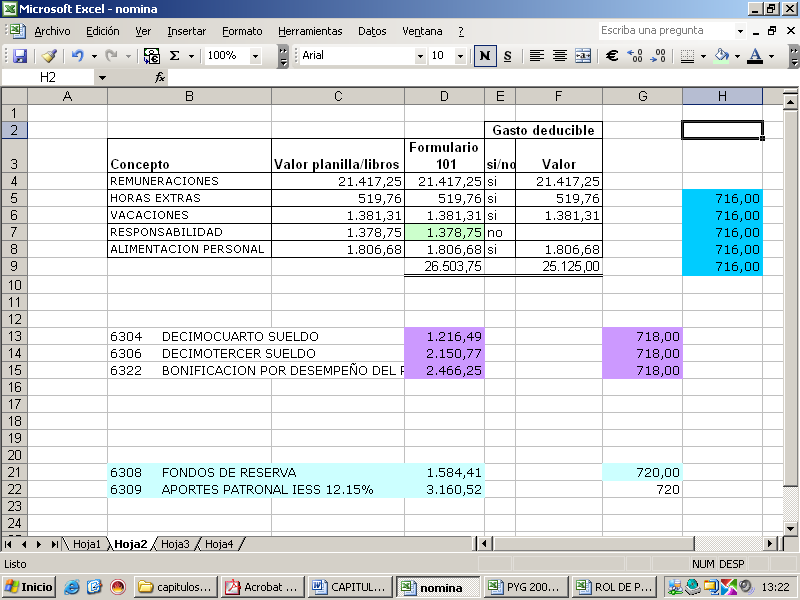 Microsoft Excel - nomina
Archivo Edición Ver Insertar Formato Herramientas Datos Ventana ? Escriba una pregunta
Σ 100% Arial 10 N S €
H2 fx
A B C D E F G H
1
2 Gasto deducible
3 Concepto Valor planilla/libros Formulario 101 si/no Valor
4 REMUNERACIONES 21.417,25 21.417,25 si 21.417,25
5 HORAS EXTRAS 519,76 519,76 si 519,76 716,00
6 VACACIONES 1.381,31 1.381,31 si 1.381,31 716,00
7 RESPONSABILIDAD 1.378,75 1.378,75 no 716,00
8 ALIMENTACION PERSONAL 1.806,68 1.806,68 si 1.806,68 716,00
9 26.503,75 25.125,00 716,00
10
11
12
13 6304 DECIMOCUARTO SUELDO 1.216,49 718,00
14 6306 DECIMOTERCER SUELDO 2.150,77 718,00
15 6322 BONIFICACION POR DESEMPEÑO DEL 2.466,25 718,00
16
17
18
19
20
21 6308 FONDOS DE RESERVA 1.584,41 720,00
22 6309 APORTES PATRONAL IESS 12.15% 3.160,52 720
23
24
Hoja1 Hoja2 Hoja3 Hoja4
Listo NUM DESP
Inicio capitulos... Acrobat ... CAPITUL... nomina PYG 200... ROL DE P... 13:22